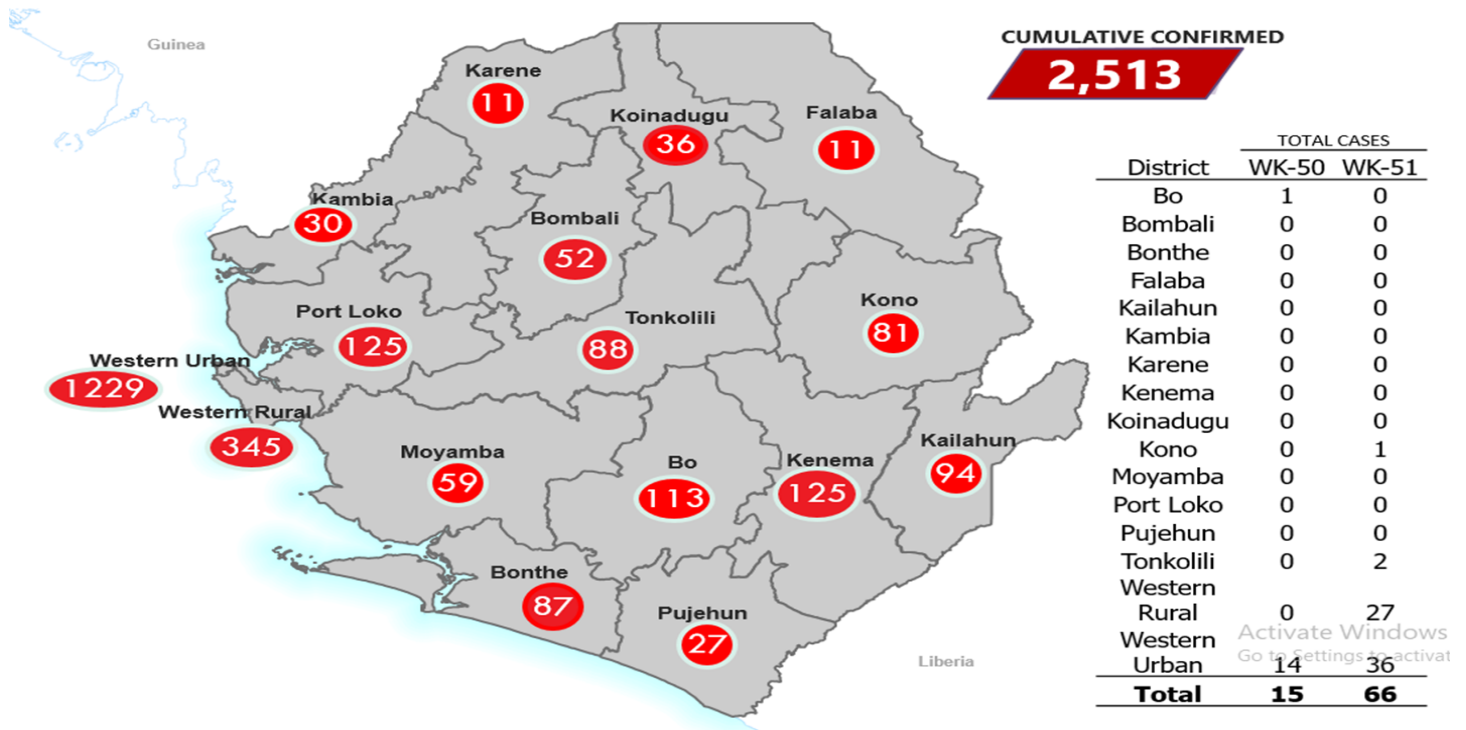 Guinea
CUMULATIVE CONFIRMED
2,513
Karene
11
Koinadugu
36
Falaba
11
Kambia
30
Bombali
52
Port Loko
125
Tonkolili
88
Kono
81
Western Urban
1229
Western Rural
345
Moyamba
59
Bo
113
Kenema
125
Kailahun
94
Bonthe
87
Pujehun
27
Liberia
TOTAL CASES
District WK-50 WK-51
Bo 1 0
Bombali 0 0
Bonthe 0 0
Falaba 0 0
Kailahun 0 0
Kambia 0 0
Karene 0 0
Kenema 0 0
Koinadugu 0 0
Kono 0 1
Moyamba 0 0
Port Loko 0 0
Pujehun 0 0
Tonkolili 0 2
Western
Rural 0 27
Western
Urban 14 36
Total 15 66
Activate Windows
Go to Settings to activat